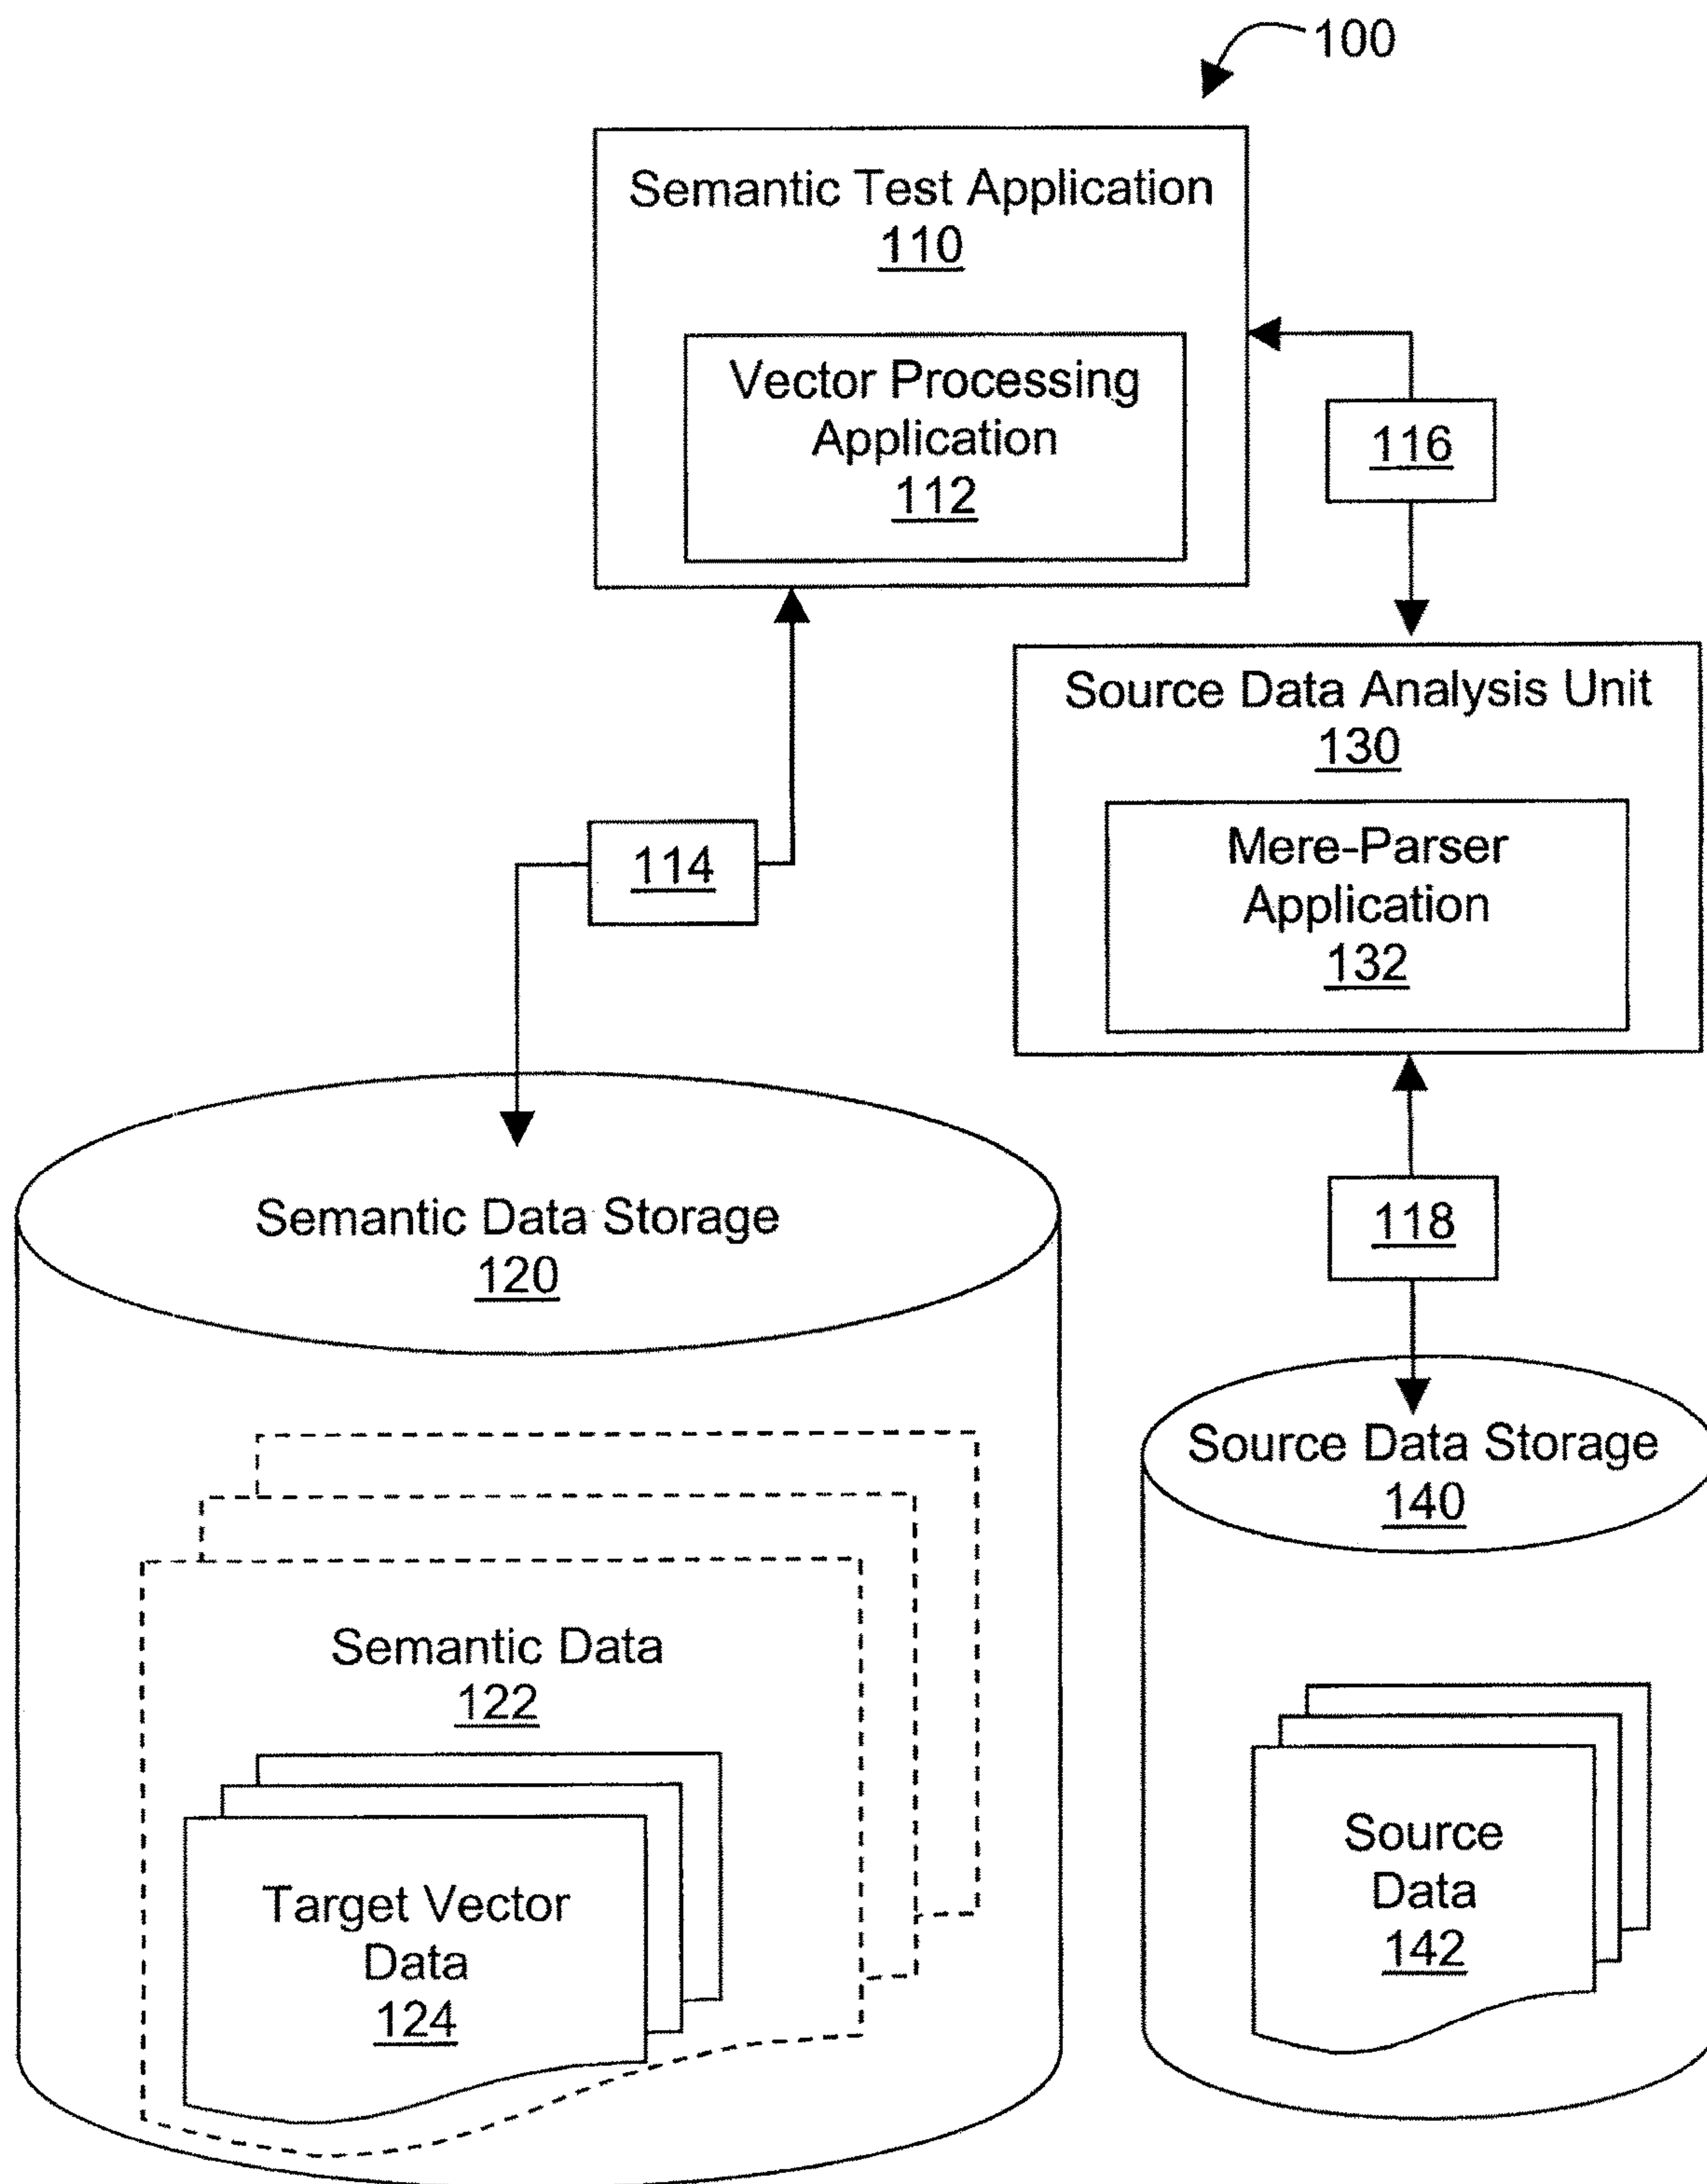 100
Semantic Test Application
110
Vector Processing
Application
112
116
Source Data Analysis Unit
130
Mere-Parser
Application
132
114
Semantic Data Storage
120
118
Source Data Storage
140
Semantic Data
122
Target Vector
Data
124
Source
Data
142